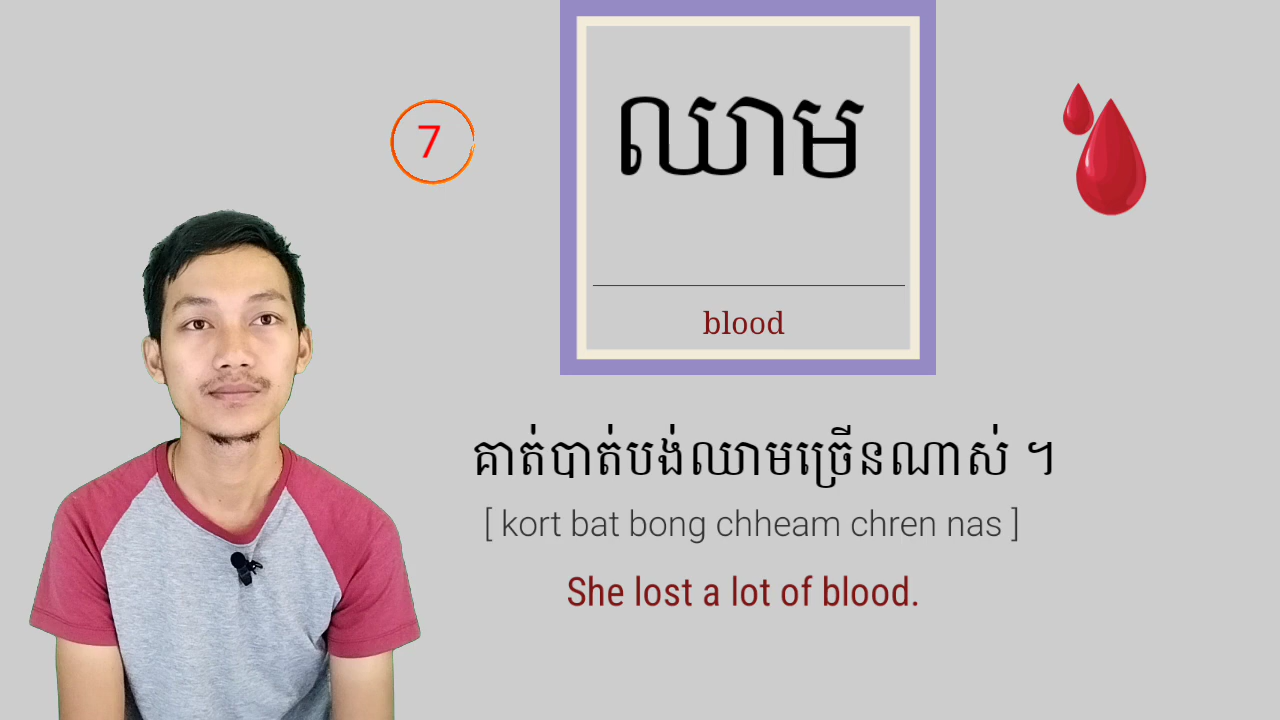 7
ឈាម
blood
គាត់បាត់បង់ឈាមច្រើនណាស់ ។
[ kort bat bong chheam chren nas ]
She lost a lot of blood.